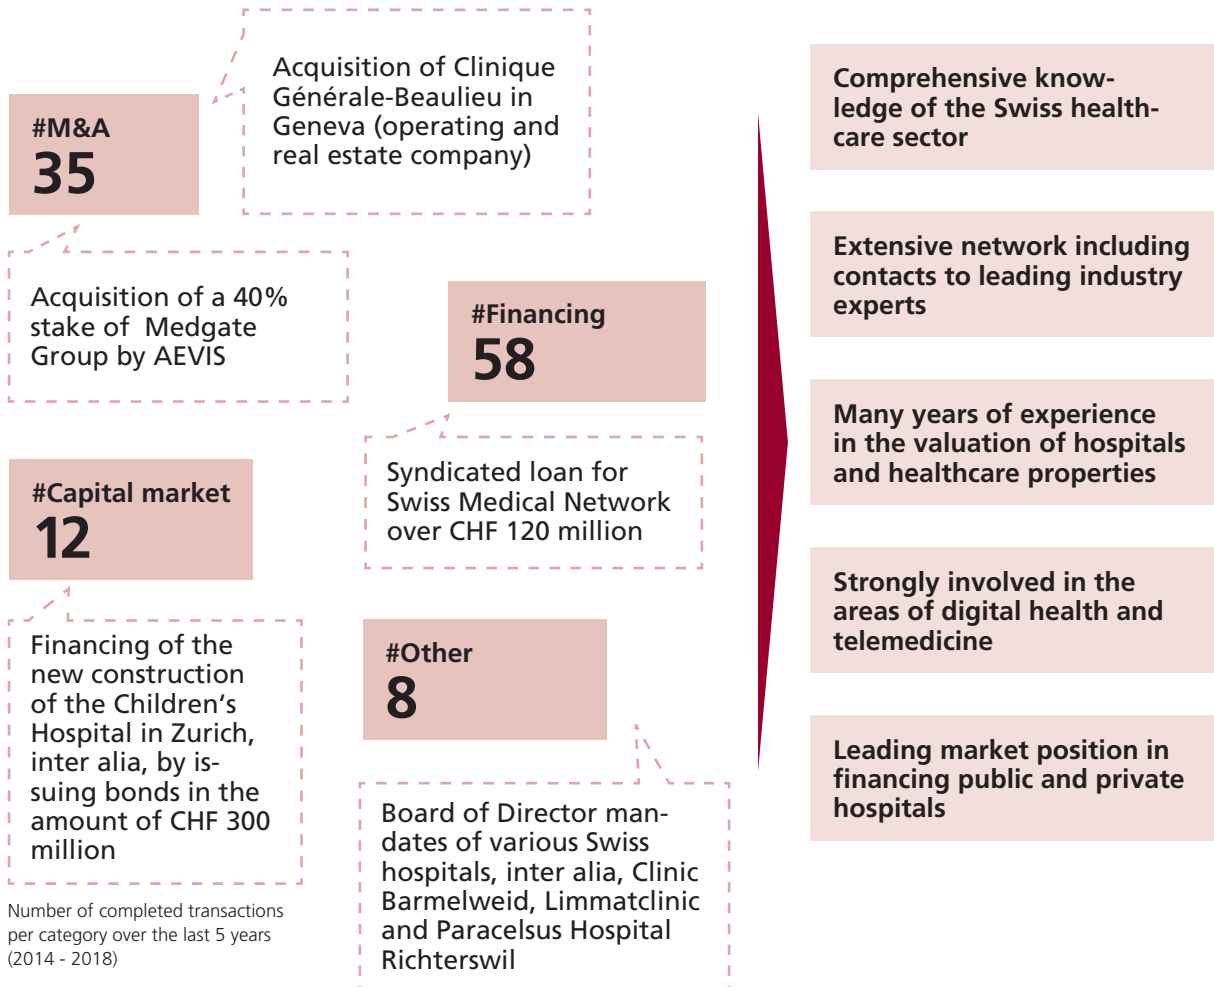 Acquisition of Clinique
Générale-Beaulieu in
Geneva (operating and
real estate company)
#M&A
35
Acquisition of a 40%
stake of Medgate
Group by AEVIS
#Financing
58
Syndicated loan for
Swiss Medical Network
over CHF 120 million
#Capital market
12
Financing of the
new construction
of the Children‘s
Hospital in Zurich,
inter alia, by is-
suing bonds in the
amount of CHF 300
million
#Other
8
Board of Director man-
dates of various Swiss
hospitals, inter alia, Clinic
Barmelweid, Limmatclinic
and Paracelsus Hospital
Richterswil
Number of completed transactions
per category over the last 5 years
(2014 - 2018)
Comprehensive know-
ledge of the Swiss health-
care sector
Extensive network including
contacts to leading industry
experts
Many years of experience
in the valuation of hospitals
and healthcare properties
Strongly involved in the
areas of digital health and
telemedicine
Leading market position in
financing public and private
hospitals